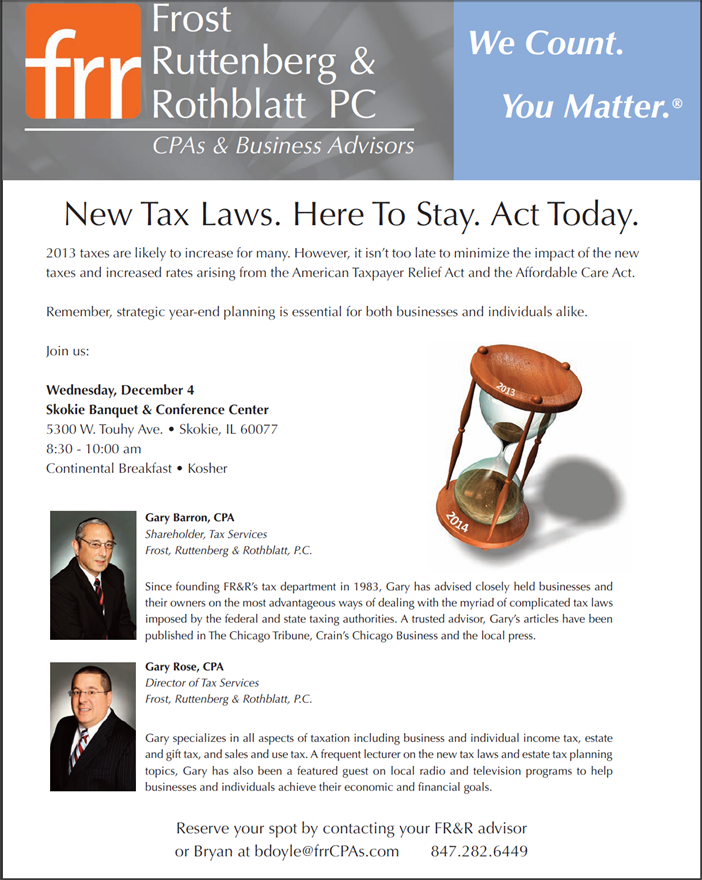 frr
Frost
Ruttenberg &
Rothblatt PC
CPAs & Business Advisors
We Count.
You Matter.®
New Tax Laws. Here To Stay. Act Today.
2013 taxes are likely to increase for many. However, it isn't too late to minimize the impact of the new
taxes and increased rates arising from the American Taxpayer Relief Act and the Affordable Care Act.
Remember, strategic year-end planning is essential for both businesses and individuals alike.
Join us:
Wednesday, December 4
Skokie Banquet & Conference Center
5300 W. Touhy Ave. • Skokie, IL 60077
8:30 - 10:00 am
Continental Breakfast • Kosher
2013
2014
Gary Barron, CPA
Shareholder, Tax Services
Frost, Ruttenberg & Rothblatt, P.C.
Since founding FR&R's tax department in 1983, Gary has advised closely held businesses and
their owners on the most advantageous ways of dealing with the myriad of complicated tax laws
imposed by the federal and state taxing authorities. A trusted advisor, Gary's articles have been
published in The Chicago Tribune, Crain's Chicago Business and the local press.
Gary Rose, CPA
Director of Tax Services
Frost, Ruttenberg & Rothblatt, P.C.
Gary specializes in all aspects of taxation including business and individual income tax, estate
and gift tax, and sales and use tax. A frequent lecturer on the new tax laws and estate tax planning
topics, Gary has also been a featured guest on local radio and television programs to help
businesses and individuals achieve their economic and financial goals.
Reserve your spot by contacting your FR&R advisor
or Bryan at bdoyle@frrCPAs.com 847.282.6449